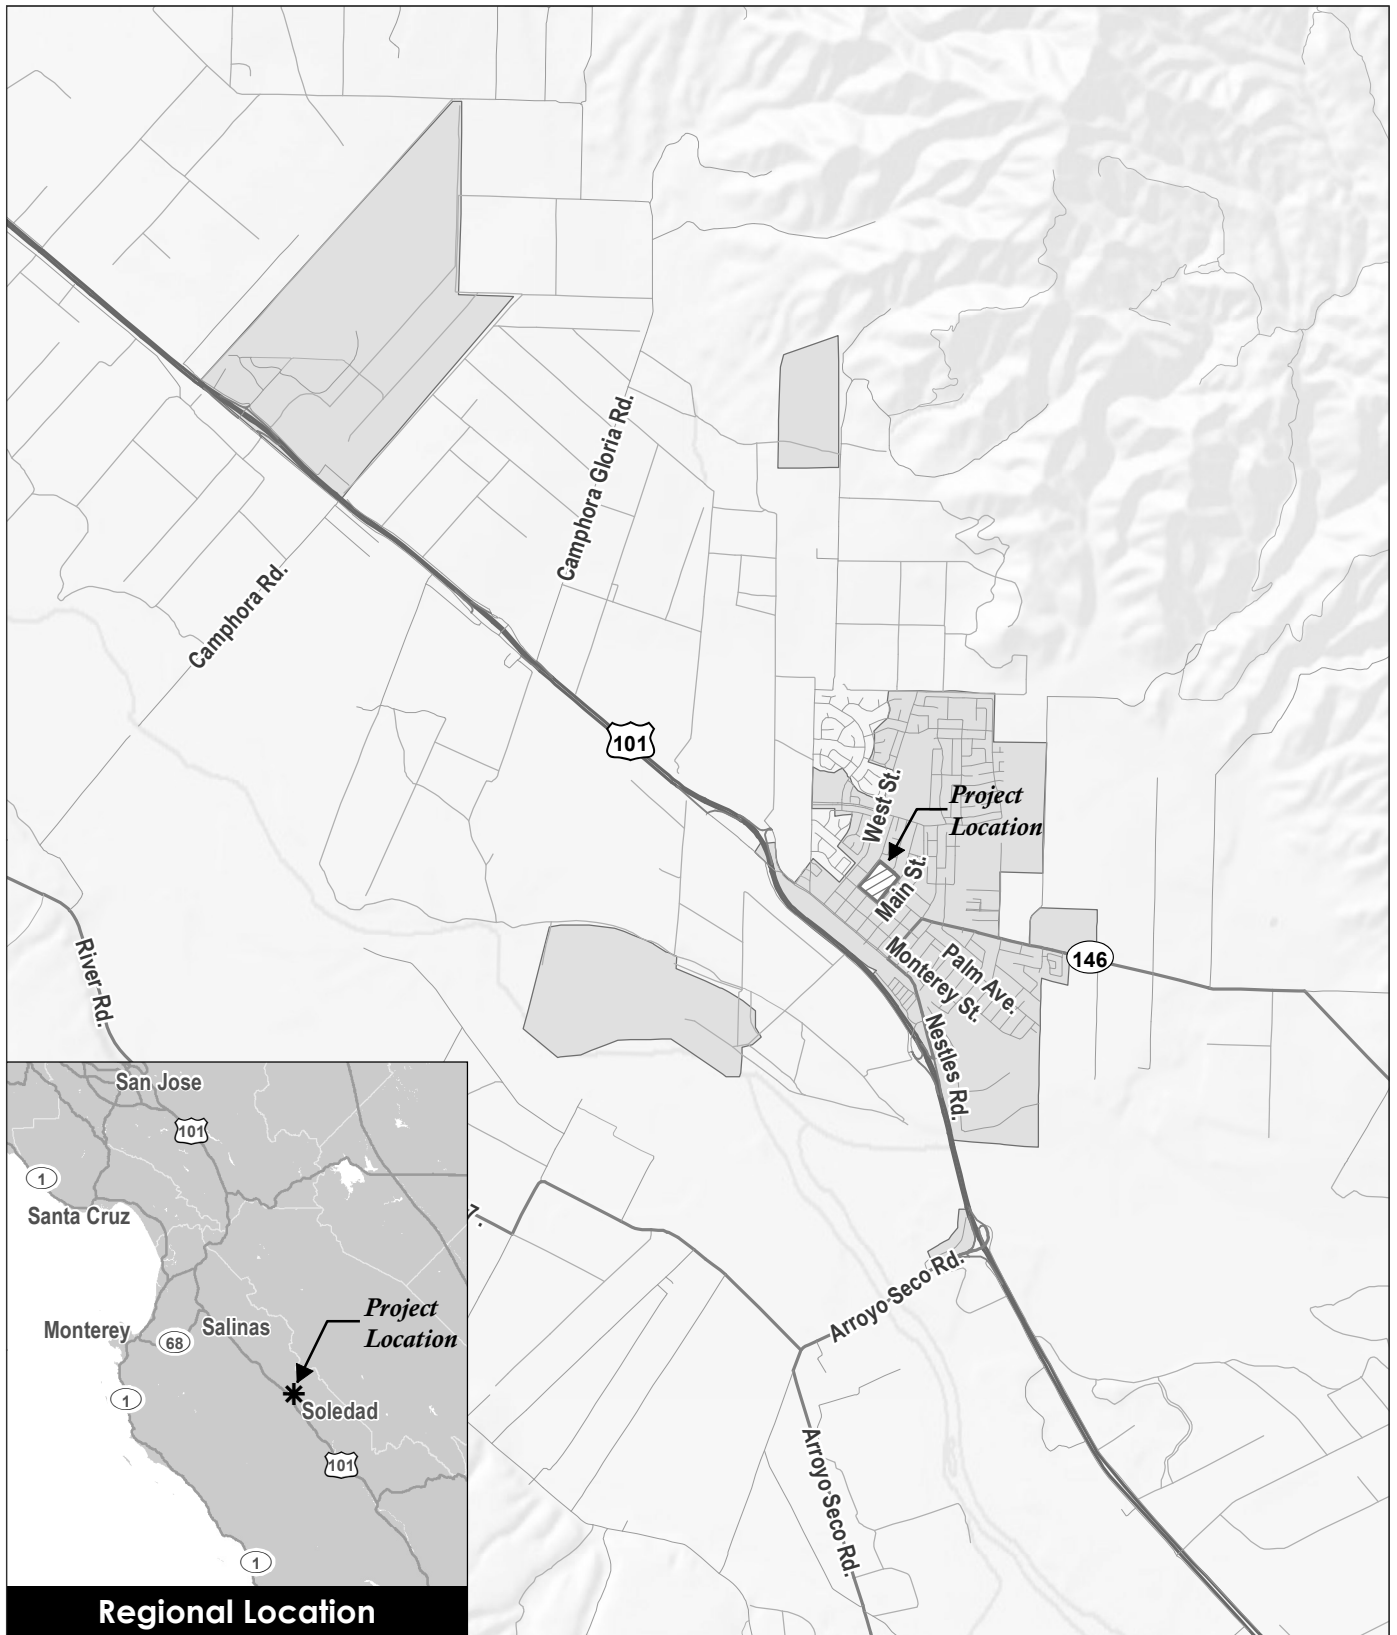 Camphora Gloria Rd.
Camphora Rd.
101
West St.
Project
Location
Main St.
146
Palm Ave.
Monterey St.
River Rd.
Nestles Rd.
San Jose
101
1
Santa Cruz
7.
Arroyo Seco Rd.
Project
Location
Monterey
68
Salinas
1
Soledad
101
Arroyo Seco Rd.
1
Regional Location